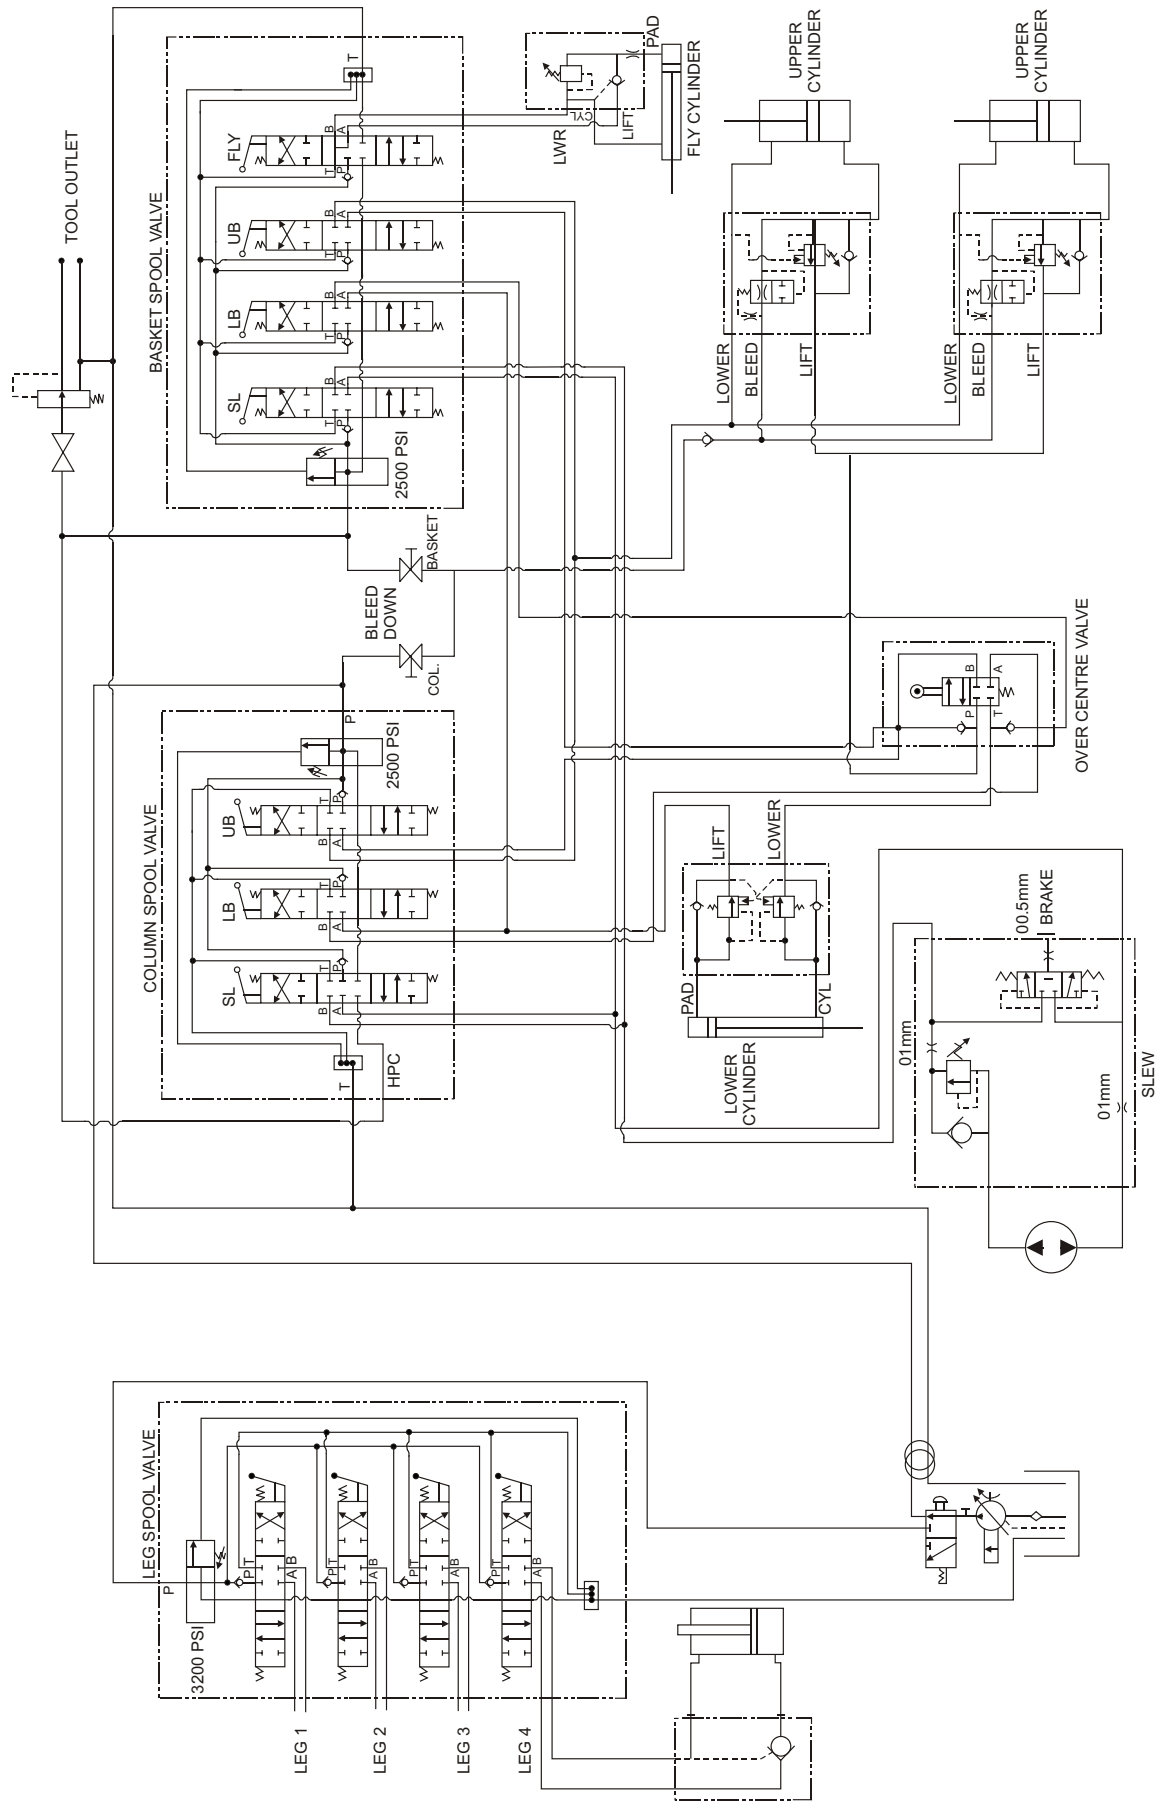 TOOL OUTLET
BASKET SPOOL VALVE
T
FLY
B
A
T
P
UB
B
A
T
P
LB
B
A
T
P
SL
B
A
T
P
2500 PSI
PAD
CYL
LWR
LIFT
FLY CYLINDER
UPPER
CYLINDER
LOWER
BLEED
LIFT
UPPER
CYLINDER
LOWER
BLEED
LIFT
BLEED
DOWN
BASKET
COL.
COLUMN SPOOL VALVE
P
2500 PSI
UB
T
P
B
A
LB
T
P
B
A
SL
T
P
B
A
T
HPC
OVER CENTRE VALVE
B
A
P
T
LIFT
LOWER
PAD
CYL
LOWER
CYLINDER
00.5mm
BRAKE
01mm
01mm
SLEW
LEG SPOOL VALVE
P
3200 PSI
P T
A B
P T
A B
P T
A B
P T
A B
LEG 1
LEG 2
LEG 3
LEG 4